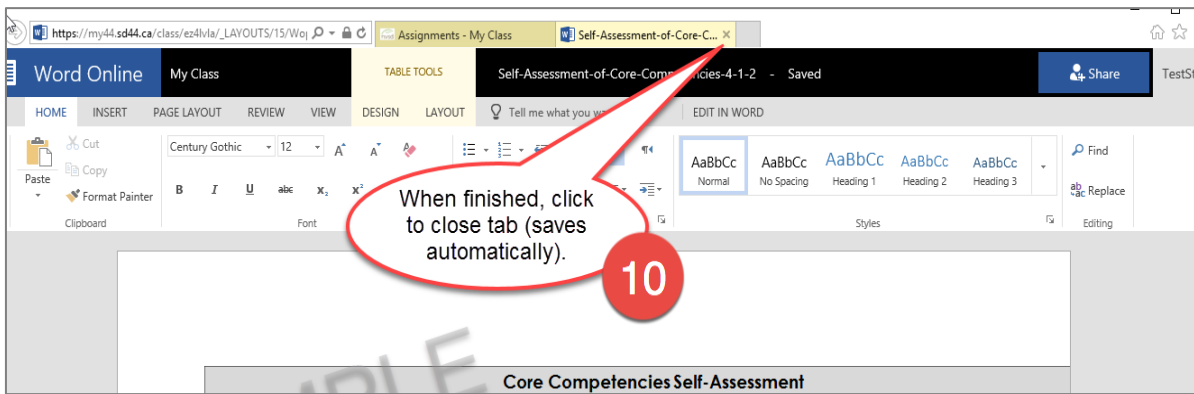 https://my44.sd44.ca/class/ez4lvla/_LAYOUTS/15/Wo Assignments - My Class Self-Assessment-of-Core-C...
Word Online My Class TABLE TOOLS Self-Assessment-of-Core-Competencies-4-1-2 - Saved Share
HOME INSERT PAGE LAYOUT REVIEW VIEW DESIGN LAYOUT Tell me what you EDIT IN WORD
Cut
Copy
Paste
Format Painter
Clipboard
Century Gothic 12 A A
B I U abc X₂ X²
Font
AaBbCc AaBbCc AaBbCc AaBbCc AaBbCc
Normal No Spacing Heading 1 Heading 2 Heading 3
Styles
Find
Replace
Editing
When finished, click
to close tab (saves
automatically).
10
Core Competencies Self-Assessment